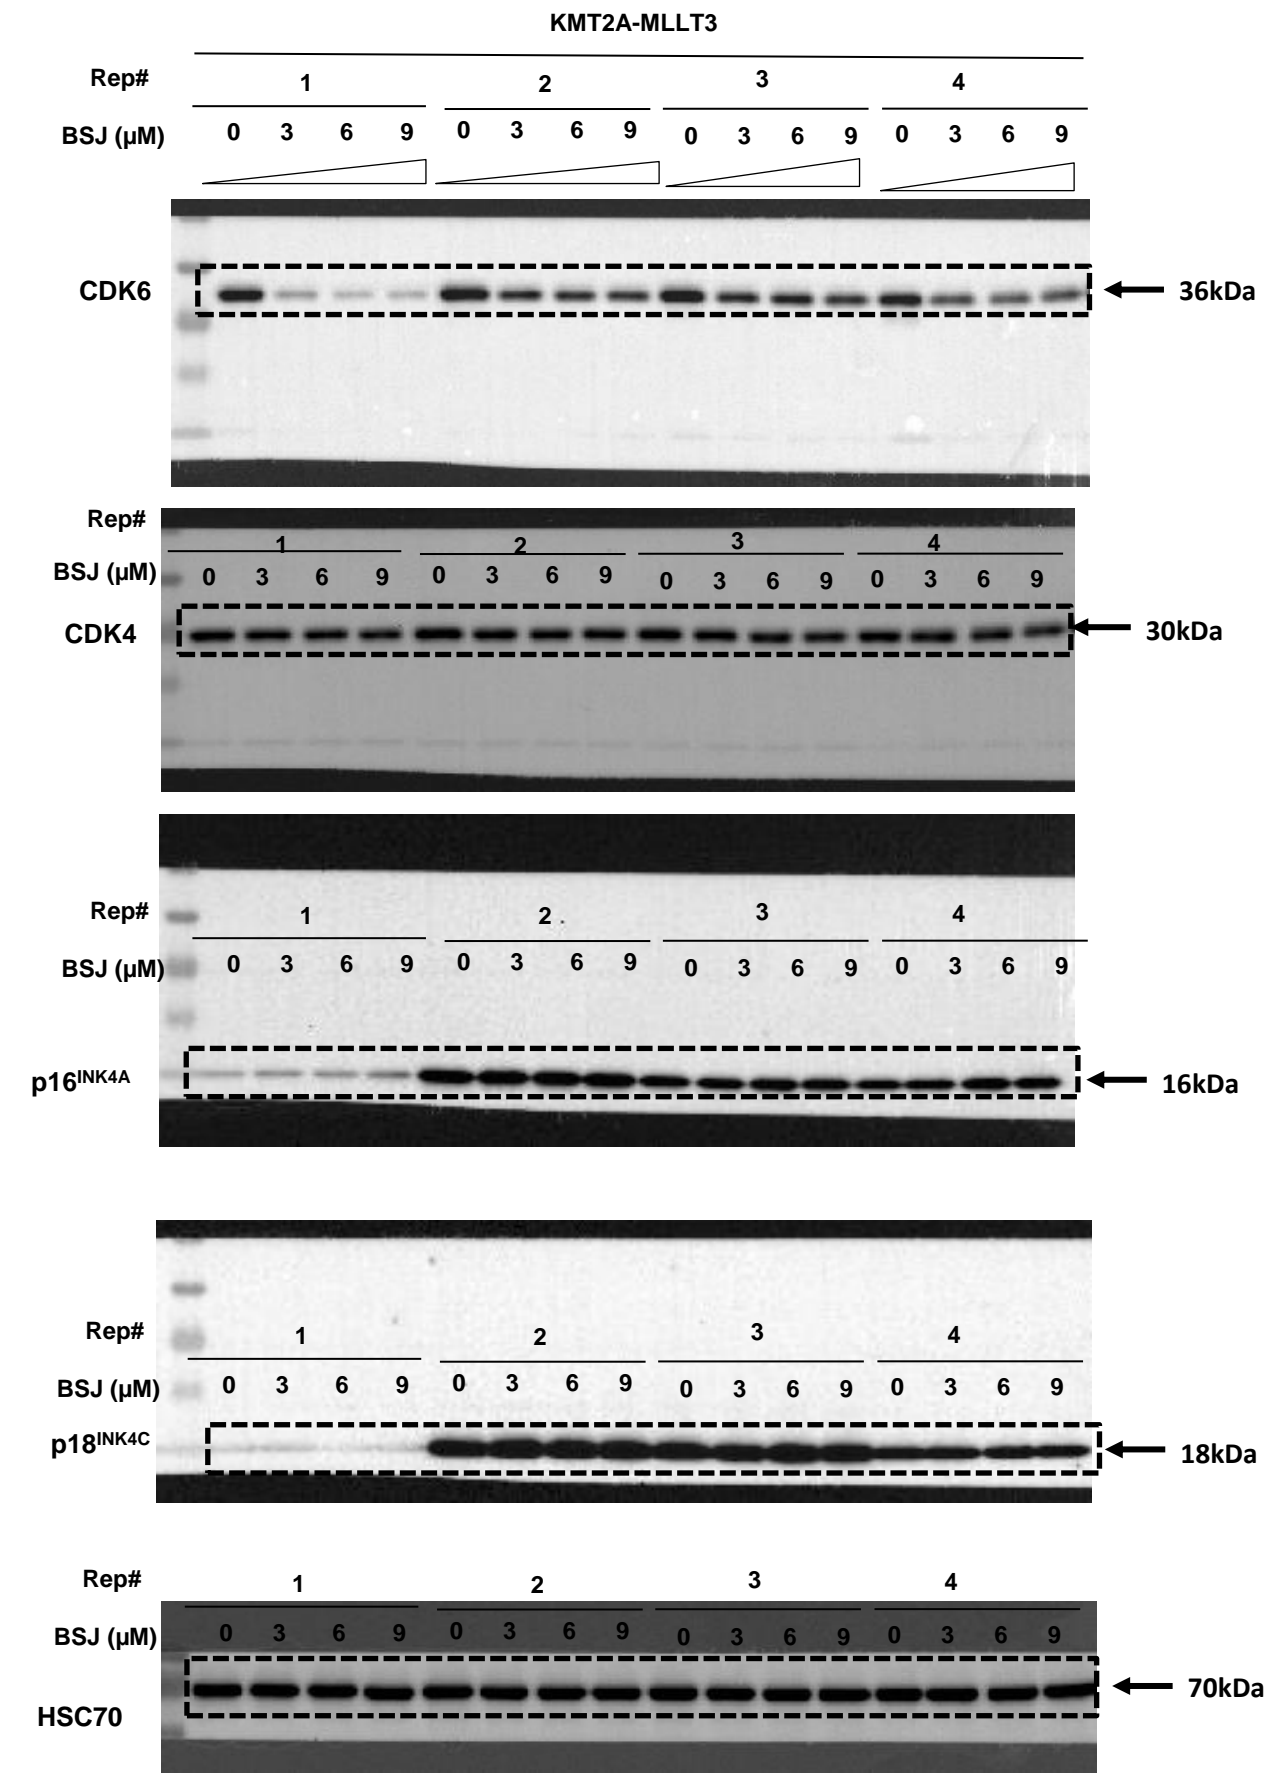 KMT2A-MLLT3
Rep# 1 2 3 4
BSJ (µM) 0 3 6 9 0 3 6 9 0 3 6 9 0 3 6 9
CDK6 36kDa
Rep# 1 2 3 4
BSJ (µM) 0 3 6 9 0 3 6 9 0 3 6 9 0 3 6 9
CDK4 30kDa
Rep# 1 2 3 4
BSJ (µM) 0 3 6 9 0 3 6 9 0 3 6 9 0 3 6 9
p16INK4A 16kDa
Rep# 1 2 3 4
BSJ (µM) 0 3 6 9 0 3 6 9 0 3 6 9 0 3 6 9
p18INK4C 18kDa
Rep# 1 2 3 4
BSJ (µM) 0 3 6 9 0 3 6 9 0 3 6 9 0 3 6 9
HSC70 70kDa